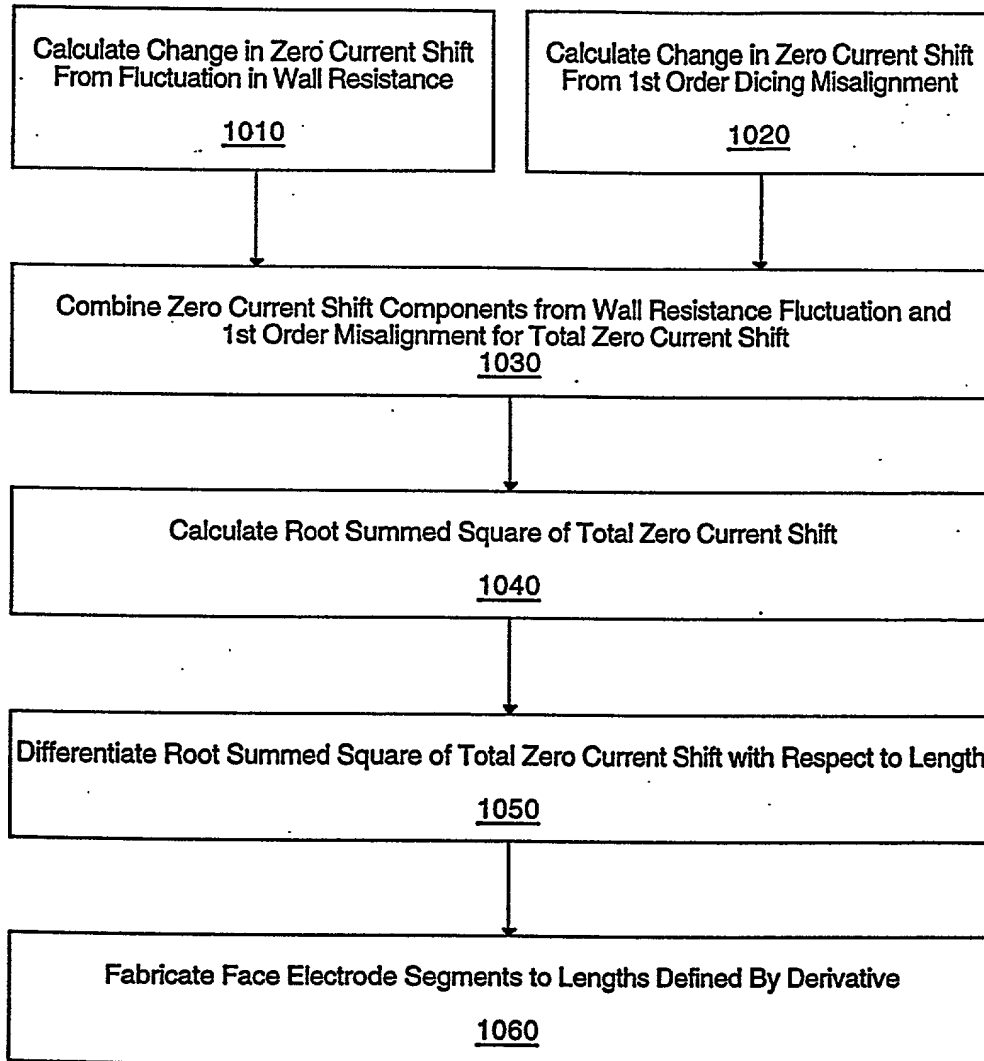 Calculate Change in Zero Current Shift
From Fluctuation in Wall Resistance
1010
Calculate Change in Zero Current Shift
From 1st Order Dicing Misalignment
1020
Combine Zero Current Shift Components from Wall Resistance Fluctuation and
1st Order Misalignment for Total Zero Current Shift
1030
Calculate Root Summed Square of Total Zero Current Shift
1040
Differentiate Root Summed Square of Total Zero Current Shift with Respect to Length
1050
Fabricate Face Electrode Segments to Lengths Defined By Derivative
1060